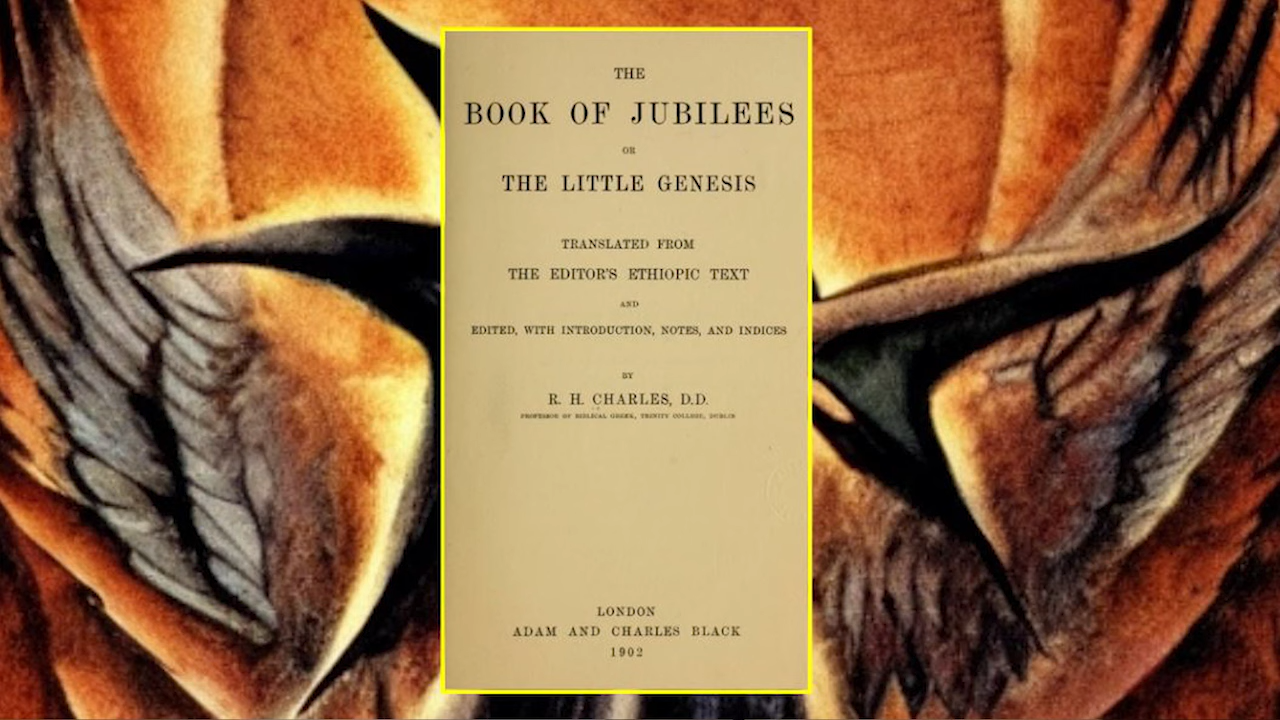 THE
BOOK OF JUBILEES
OR
THE LITTLE GENESIS
TRANSLATED FROM
THE EDITOR'S ETHIOPIC TEXT
AND
EDITED, WITH INTRODUCTION, NOTES, AND INDICES
BY
R. H. CHARLES, D.D.
PROFESSOR OF BIBLICAL GREEK, TRINITY COLLEGE, DUBLIN
LONDON
ADAM AND CHARLES BLACK
1902